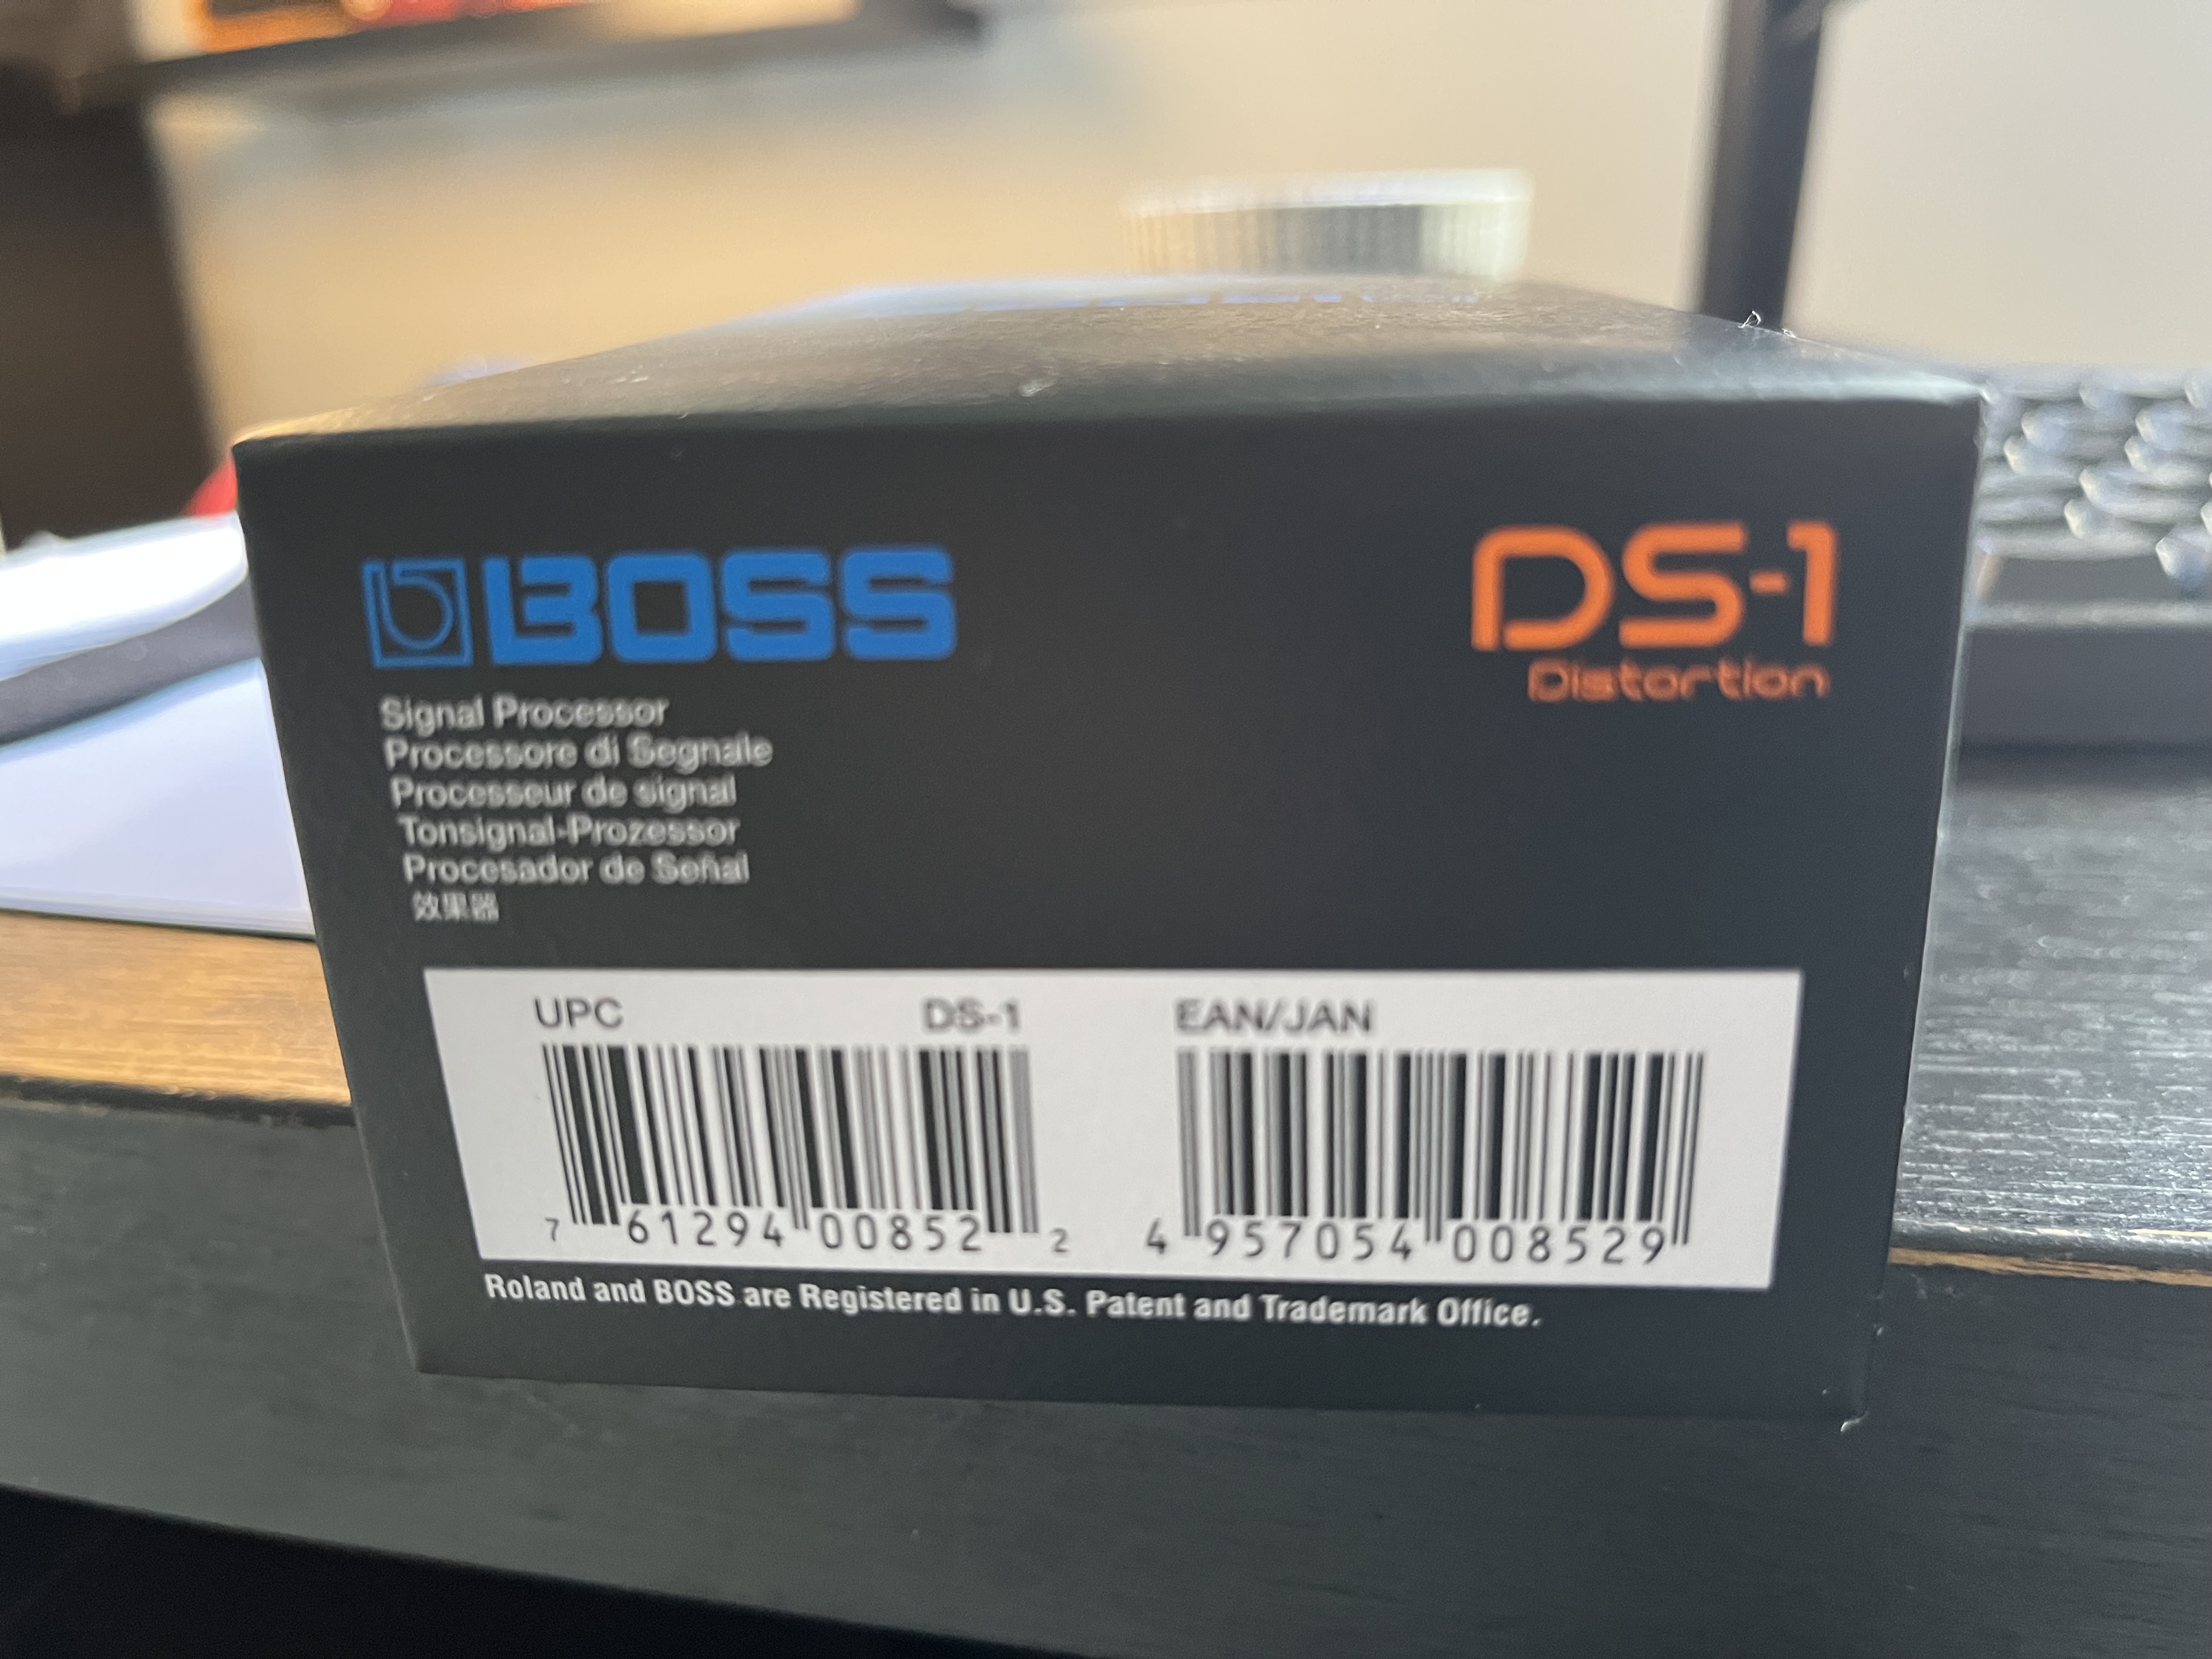 BOSS
DS-1
Distortion
Signal Processor
Processore di Segnale
Processeur de signal
Tonsignal-Prozessor
Procesador de Señal
效果器
UPC DS-1
7 61294 00852 2
EAN/JAN
4 957054 008529
Roland and BOSS are Registered in U.S. Patent and Trademark Office.